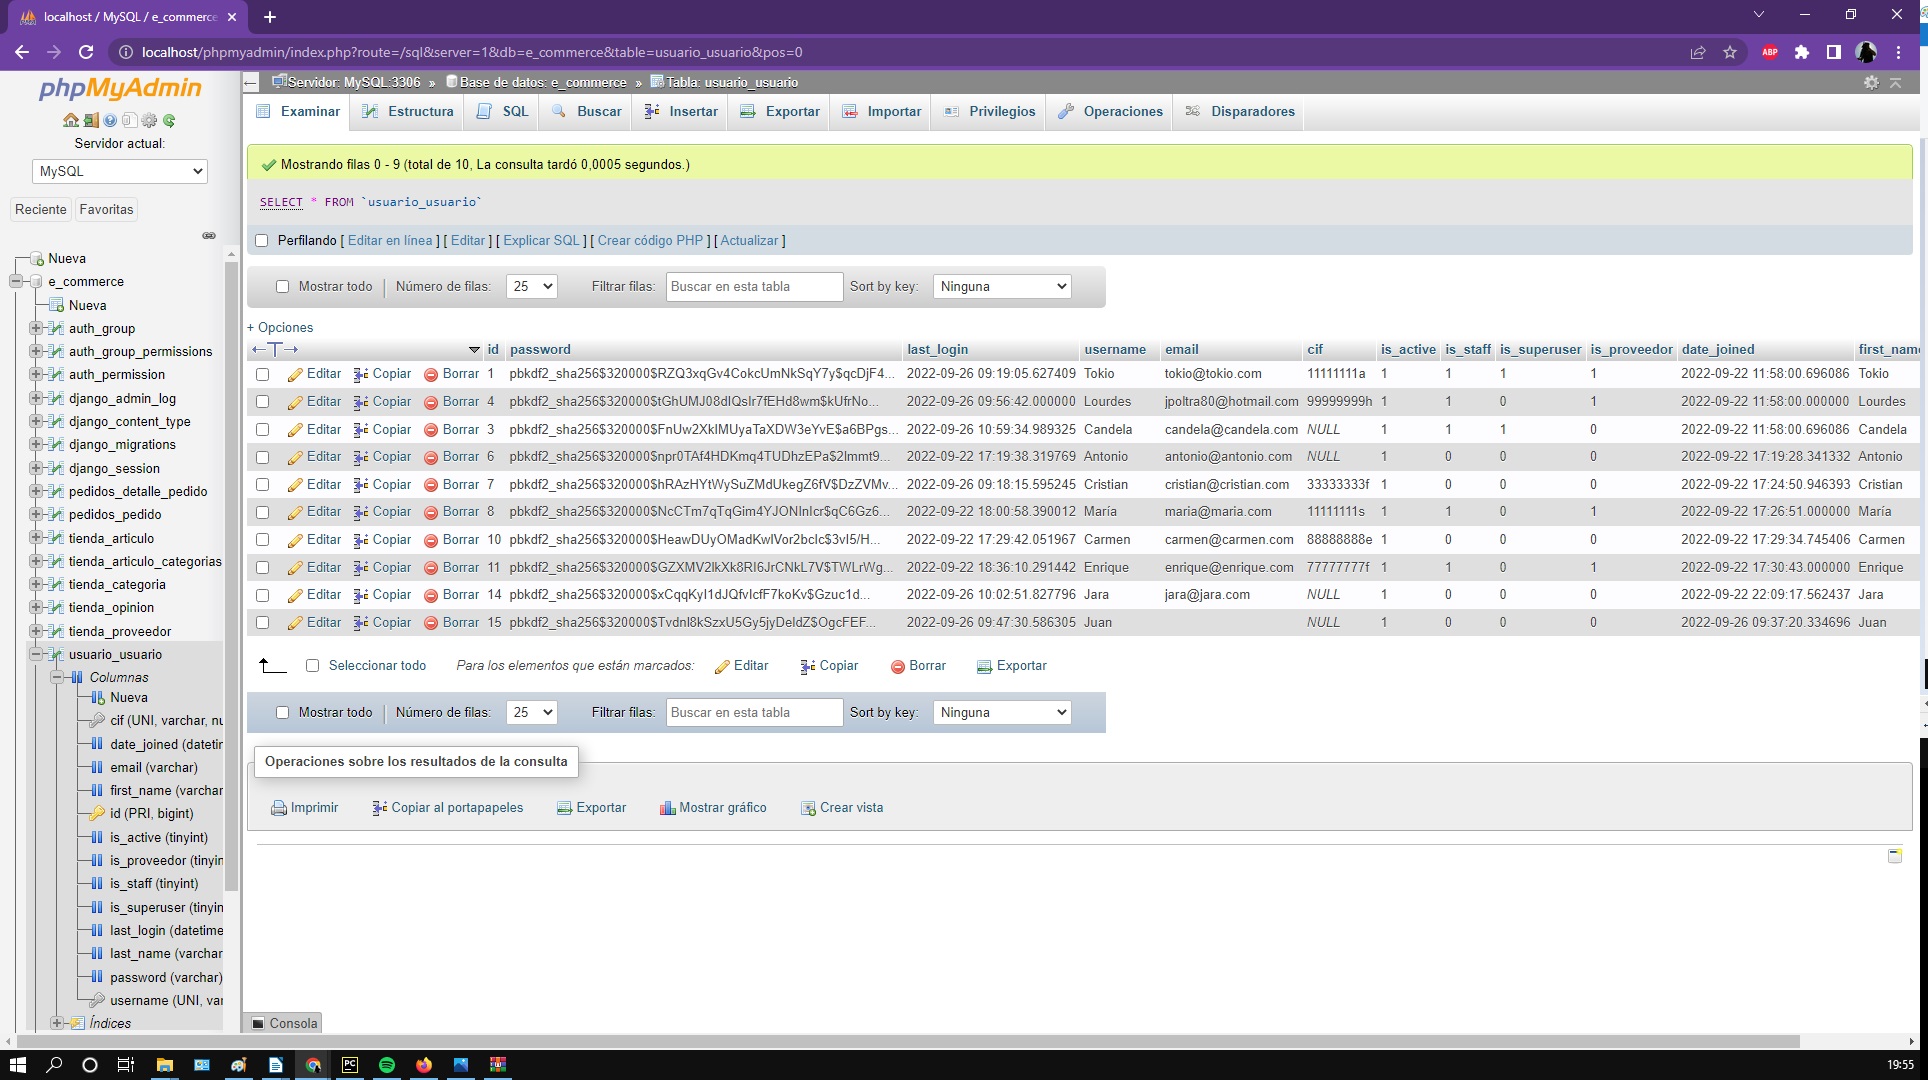 localhost / MySQL / e_commerce
localhost/phpmyadmin/index.php?route=/sql&server=1&db=e_commerce&table=usuario_usuario&pos=0
ABP
phpMyAdmin
Servidor actual:
MySQL
Reciente Favoritas
Nueva
e_commerce
Nueva
auth_group
auth_group_permissions
auth_permission
django_admin_log
django_content_type
django_migrations
django_session
pedidos_detalle_pedido
pedidos_pedido
tienda_articulo
tienda_articulo_categorias
tienda_categoria
tienda_opinion
tienda_proveedor
usuario_usuario
Columnas
Nueva
cif (UNI, varchar, nu
date_joined (datetin
email (varchar)
first_name (varchar
id (PRI, bigint)
is_active (tinyint)
is_proveedor (tinyin
is_staff (tinyint)
is_superuser (tinyin
last_login (datetime
last_name (varchar
password (varchar)
username (UNI, var
Índices
Servidor: MySQL:3306 » Base de datos: e_commerce » Tabla: usuario_usuario
Examinar Estructura SQL Buscar Insertar Exportar Importar Privilegios Operaciones Disparadores
Mostrando filas 0 - 9 (total de 10, La consulta tardó 0,0005 segundos.)
SELECT * FROM `usuario_usuario`
Perfilando [ Editar en línea ] [ Editar ] [ Explicar SQL ] [ Crear código PHP ] [ Actualizar ]
Mostrar todo Número de filas: 25 Filtrar filas: Buscar en esta tabla Sort by key: Ninguna
+ Opciones
←T→ id password last_login username email cif is_active is_staff is_superuser is_proveedor date_joined first_name
Editar Copiar Borrar 1 pbkdf2_sha256$320000$RZQ3xqGv4CokcUmNkSqY7y$qcDjF4... 2022-09-26 09:19:05.627409 Tokio tokio@tokio.com 11111111a 1 1 1 1 2022-09-22 11:58:00.696086 Tokio
Editar Copiar Borrar 4 pbkdf2_sha256$320000$tGhUMJ08dIQsIr7fEHd8wm$kUfrNo... 2022-09-26 09:56:42.000000 Lourdes jpoltra80@hotmail.com 99999999h 1 1 0 1 2022-09-22 11:58:00.000000 Lourdes
Editar Copiar Borrar 3 pbkdf2_sha256$320000$FnUw2XkIMUyaTaXDW3eYvE$a6BPgs... 2022-09-26 10:59:34.989325 Candela candela@candela.com NULL 1 1 1 0 2022-09-22 11:58:00.696086 Candela
Editar Copiar Borrar 6 pbkdf2_sha256$320000$npr0TAf4HDKmq4TUDhzEPa$2lmmt9... 2022-09-22 17:19:38.319769 Antonio antonio@antonio.com NULL 1 0 0 0 2022-09-22 17:19:28.341332 Antonio
Editar Copiar Borrar 7 pbkdf2_sha256$320000$hRAzHYtWySuZMdUkegZ6fV$DzZVMv... 2022-09-26 09:18:15.595245 Cristian cristian@cristian.com 33333333f 1 0 0 0 2022-09-22 17:24:50.946393 Cristian
Editar Copiar Borrar 8 pbkdf2_sha256$320000$NcCTm7qTqGim4YJONInIcr$qC6Gz6... 2022-09-22 18:00:58.390012 María maria@maria.com 11111111s 1 1 0 1 2022-09-22 17:26:51.000000 María
Editar Copiar Borrar 10 pbkdf2_sha256$320000$HeawDUyOMadKwIVor2bcIc$3vI5/H... 2022-09-22 17:29:42.051967 Carmen carmen@carmen.com 88888888e 1 0 0 0 2022-09-22 17:29:34.745406 Carmen
Editar Copiar Borrar 11 pbkdf2_sha256$320000$GZXMV2IkXk8RI6JrCNkL7V$TWLrWg... 2022-09-22 18:36:10.291442 Enrique enrique@enrique.com 77777777f 1 1 0 1 2022-09-22 17:30:43.000000 Enrique
Editar Copiar Borrar 14 pbkdf2_sha256$320000$xCqqKyI1dJQfvIcfF7koKv$Gzuc1d... 2022-09-26 10:02:51.827796 Jara jara@jara.com NULL 1 0 0 0 2022-09-22 22:09:17.562437 Jara
Editar Copiar Borrar 15 pbkdf2_sha256$320000$TvdnI8kSzxU5Gy5jyDeIdZ$OgcFEF... 2022-09-26 09:47:30.586305 Juan NULL 1 0 0 0 2022-09-26 09:37:20.334696 Juan
Seleccionar todo Para los elementos que están marcados: Editar Copiar Borrar Exportar
Mostrar todo Número de filas: 25 Filtrar filas: Buscar en esta tabla Sort by key: Ninguna
Operaciones sobre los resultados de la consulta
Imprimir Copiar al portapapeles Exportar Mostrar gráfico Crear vista
Consola
PC
19:55